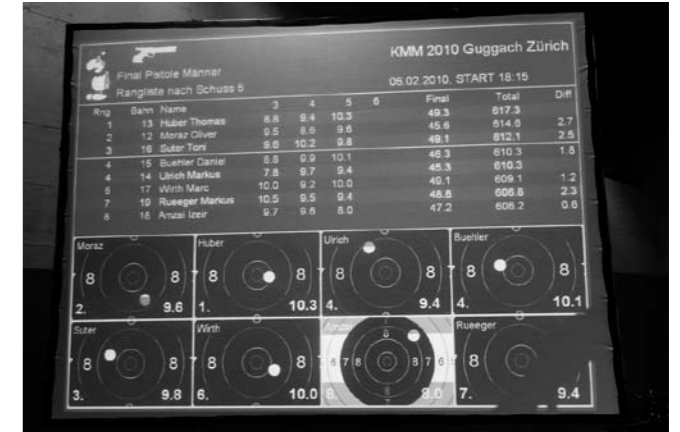 KMM 2010 Guggach Zürich
Final Pistole Männer
06.02.2010, START 18:15
Rangliste nach Schuss 5
Rng Bahn Name 3 4 5 6 Final Total Diff
1 13 Huber Thomas 8.8 9.4 10.3 49.3 617.3
2 12 Moraz Oliver 9.5 8.6 9.6 45.6 614.6 2.7
3 16 Suter Toni 9.6 10.2 9.8 49.1 612.1 2.5
4 15 Buehler Daniel 8.8 9.9 10.1 46.3 610.3 1.8
4 14 Ulrich Markus 7.8 9.7 9.4 45.3 610.3
6 17 Wirth Marc 10.0 9.2 10.0 49.1 609.1 1.2
7 19 Rueeger Markus 10.5 9.5 9.4 48.8 606.8 2.3
8 18 Amzai Izeir 9.7 9.6 8.0 47.2 606.2 0.6
Moraz Huber Ulrich Buehler
8 8 8 8 8 8 8 8
2. 9.6 1. 10.3 4. 9.4 4. 10.1
Suter Wirth Amzai Rueeger
8 8 8 8 6 7 8 8 7 6 8
3. 9.8 6. 10.0 8. 8.0 7. 9.4